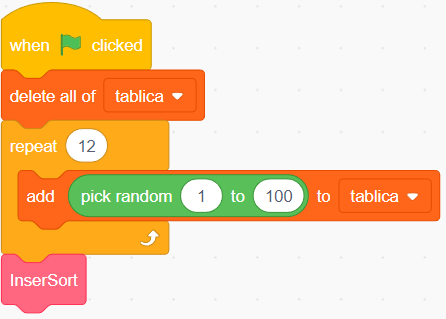 when clicked
delete all of tablica
repeat 12
add pick random 1 to 100 to tablica
InserSort